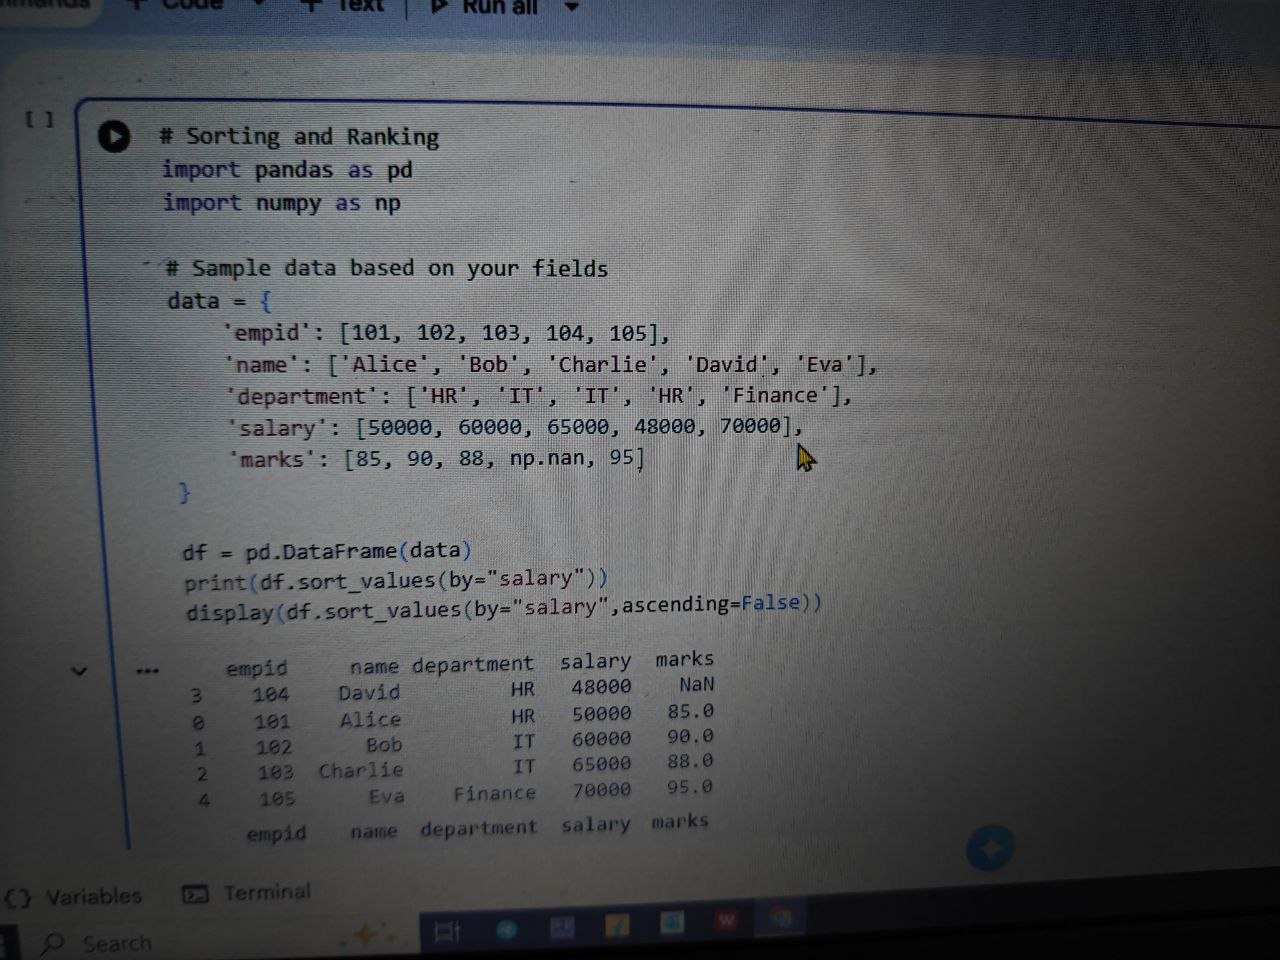 + Code + Text Run all
[ ]
# Sorting and Ranking
import pandas as pd
import numpy as np
# Sample data based on your fields
data = {
'empid': [101, 102, 103, 104, 105],
'name': ['Alice', 'Bob', 'Charlie', 'David', 'Eva'],
'department': ['HR', 'IT', 'IT', 'HR', 'Finance'],
'salary': [50000, 60000, 65000, 48000, 70000],
'marks': [85, 90, 88, np.nan, 95]
}
df = pd.DataFrame(data)
print(df.sort_values(by="salary"))
display(df.sort_values(by="salary",ascending=False))
empid name department salary marks
3 104 David HR 48000 NaN
0 101 Alice HR 50000 85.0
1 102 Bob IT 60000 90.0
2 103 Charlie IT 65000 88.0
4 105 Eva Finance 70000 95.0
empid name department salary marks
{} Variables Terminal
Search